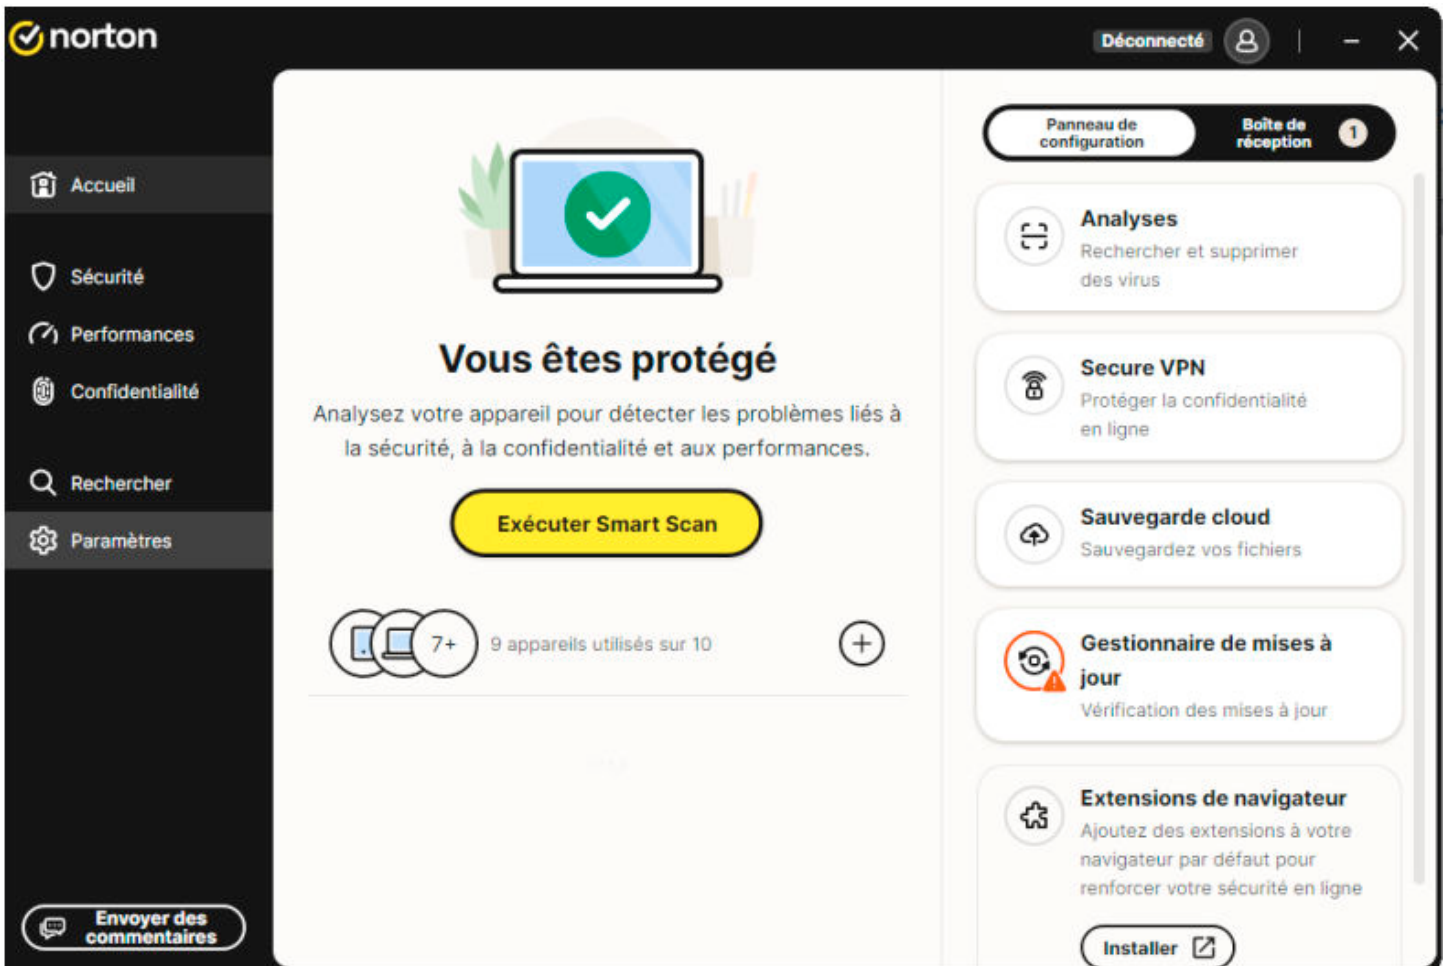 norton
Déconnecté
Accueil
Sécurité
Performances
Confidentialité
Rechercher
Paramètres
Envoyer des
commentaires
Vous êtes protégé
Analysez votre appareil pour détecter les problèmes liés à
la sécurité, à la confidentialité et aux performances.
Exécuter Smart Scan
7+
9 appareils utilisés sur 10
Panneau de
configuration
Boîte de
réception
1
Analyses
Rechercher et supprimer
des virus
Secure VPN
Protéger la confidentialité
en ligne
Sauvegarde cloud
Sauvegardez vos fichiers
Gestionnaire de mises à
jour
Vérification des mises à jour
Extensions de navigateur
Ajoutez des extensions à votre
navigateur par défaut pour
renforcer votre sécurité en ligne
Installer